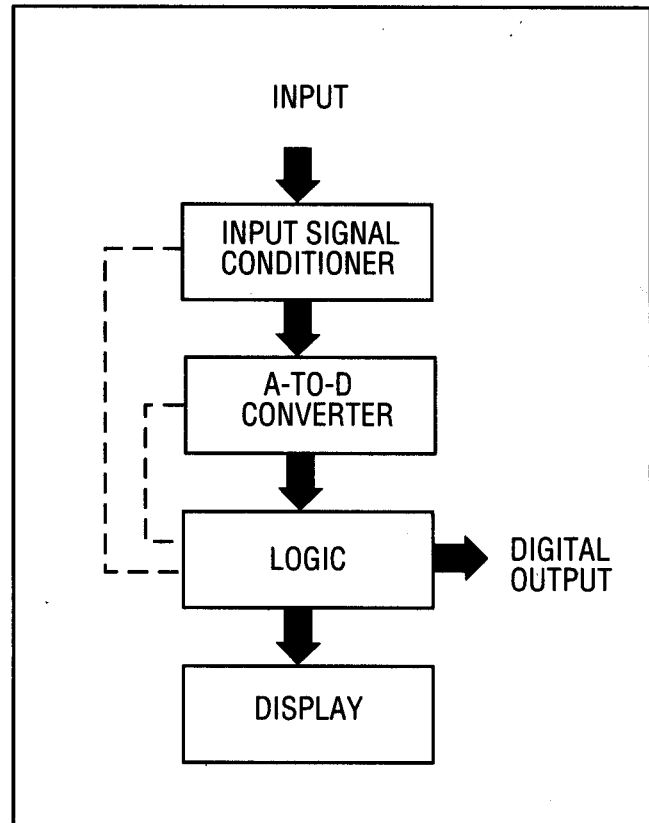 INPUT
INPUT SIGNAL
CONDITIONER
A-TO-D
CONVERTER
LOGIC
DIGITAL
OUTPUT
DISPLAY